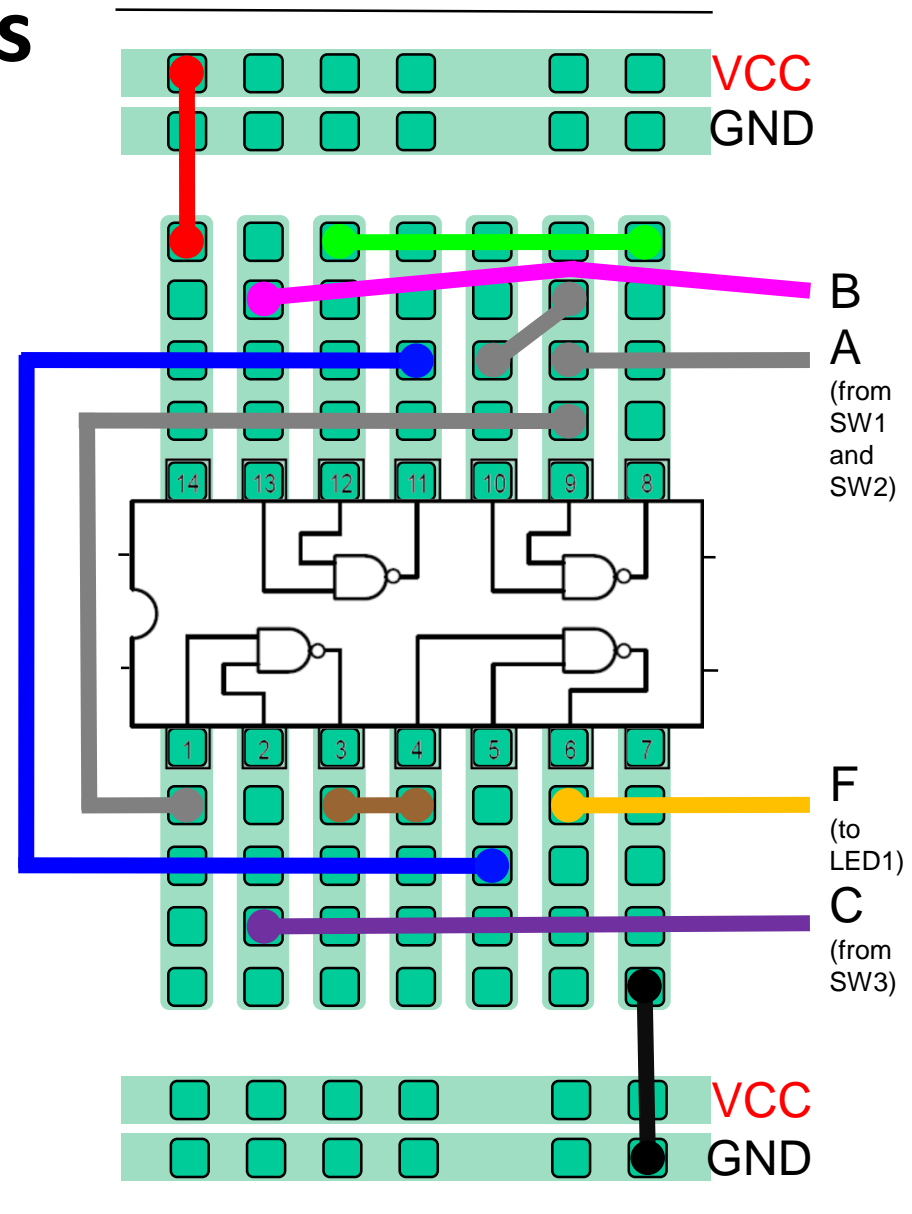 s
VCC
GND
B
A
(from
SW1
and
SW2)
14 13 12 11 10 9 8
1 2 3 4 5 6 7
F
(to
LED1)
C
(from
SW3)
VCC
GND